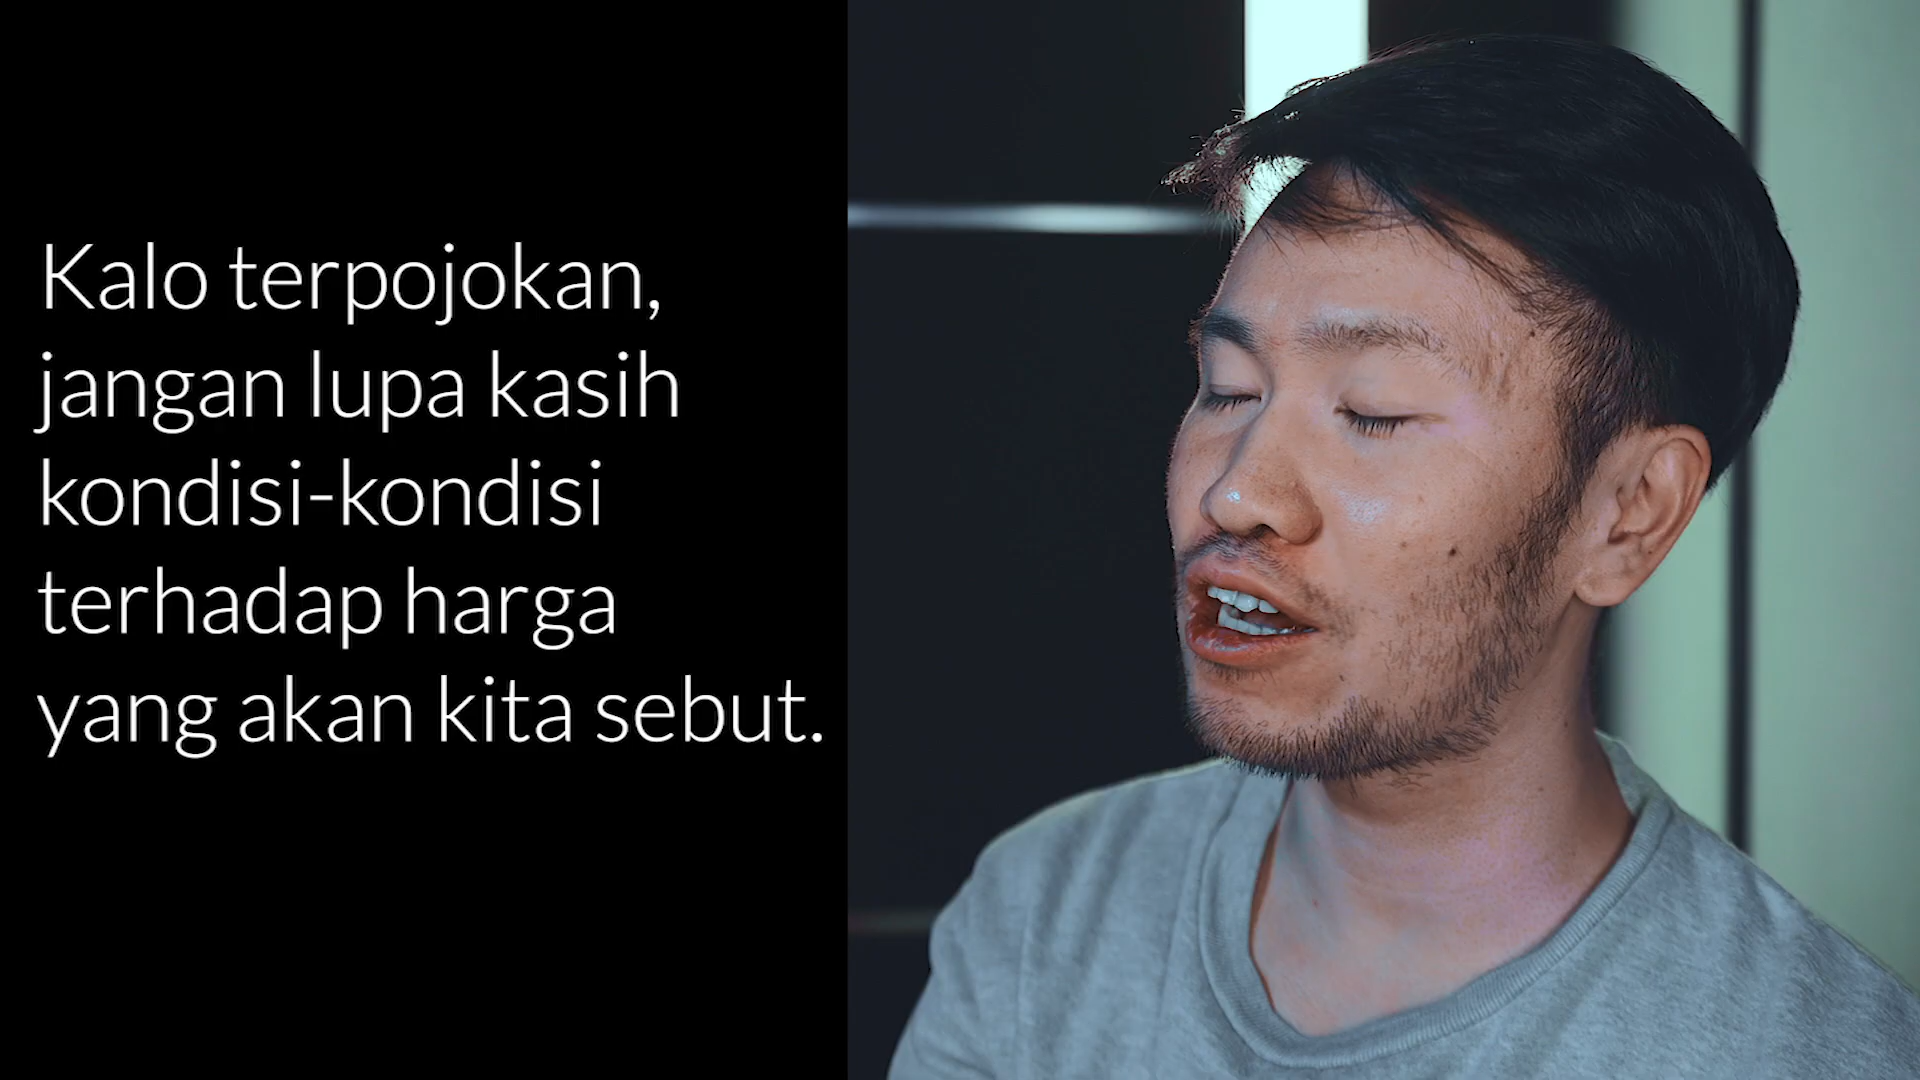 Kalo terpojokan,
jangan lupa kasih
kondisi-kondisi
terhadap harga
yang akan kita sebut.